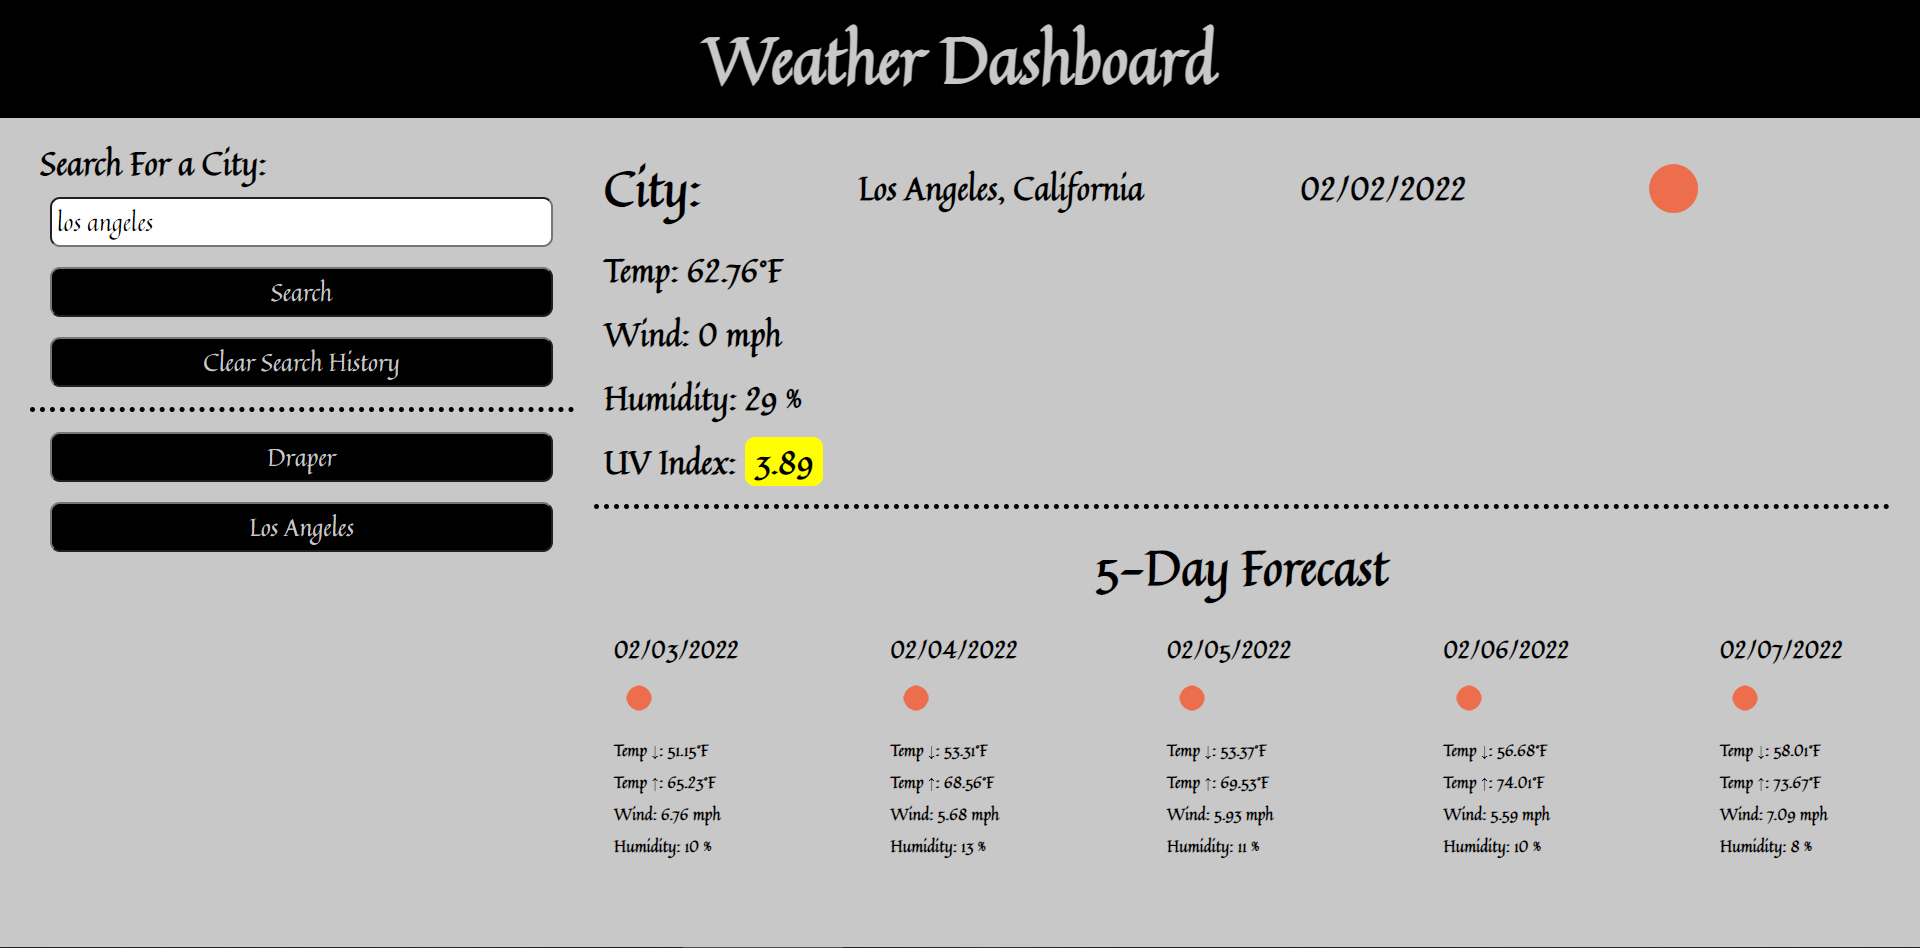 Weather Dashboard
Search For a City:
los angeles
Search
Clear Search History
Draper
Los Angeles
City: Los Angeles, California 02/02/2022
Temp: 62.76°F
Wind: 0 mph
Humidity: 29 %
UV Index: 3.89
5-Day Forecast
02/03/2022
Temp ↓: 51.15°F
Temp ↑: 65.23°F
Wind: 6.76 mph
Humidity: 10 %
02/04/2022
Temp ↓: 53.31°F
Temp ↑: 68.56°F
Wind: 5.68 mph
Humidity: 13 %
02/05/2022
Temp ↓: 53.37°F
Temp ↑: 69.53°F
Wind: 5.93 mph
Humidity: 11 %
02/06/2022
Temp ↓: 56.68°F
Temp ↑: 74.01°F
Wind: 5.59 mph
Humidity: 10 %
02/07/2022
Temp ↓: 58.01°F
Temp ↑: 73.67°F
Wind: 7.09 mph
Humidity: 8 %